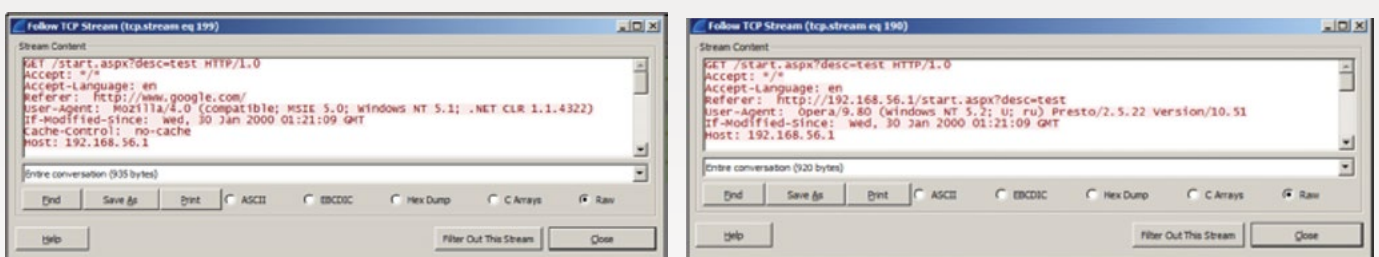 Follow TCP Stream (tcp.stream eq 199)
Stream Content
GET /start.aspx?desc=test HTTP/1.0
Accept: */*
Accept-Language: en
Referer: http://www.google.com/
User-Agent: Mozilla/4.0 (compatible; MSIE 5.0; Windows NT 5.1; .NET CLR 1.1.4322)
If-Modified-Since: Wed, 30 Jan 2000 01:21:09 GMT
Cache-Control: no-cache
Host: 192.168.56.1
Entire conversation (935 bytes)
Find Save As Print ASCII EBCDIC Hex Dump C Arrays Raw
Help Filter Out This Stream Close
Follow TCP Stream (tcp.stream eq 190)
Stream Content
GET /start.aspx?desc=test HTTP/1.0
Accept: */*
Accept-Language: en
Referer: http://192.168.56.1/start.aspx?desc=test
User-Agent: Opera/9.80 (Windows NT 5.2; U; ru) Presto/2.5.22 Version/10.51
If-Modified-Since: Wed, 30 Jan 2000 01:21:09 GMT
Host: 192.168.56.1
Entire conversation (920 bytes)
Find Save As Print ASCII EBCDIC Hex Dump C Arrays Raw
Help Filter Out This Stream Close